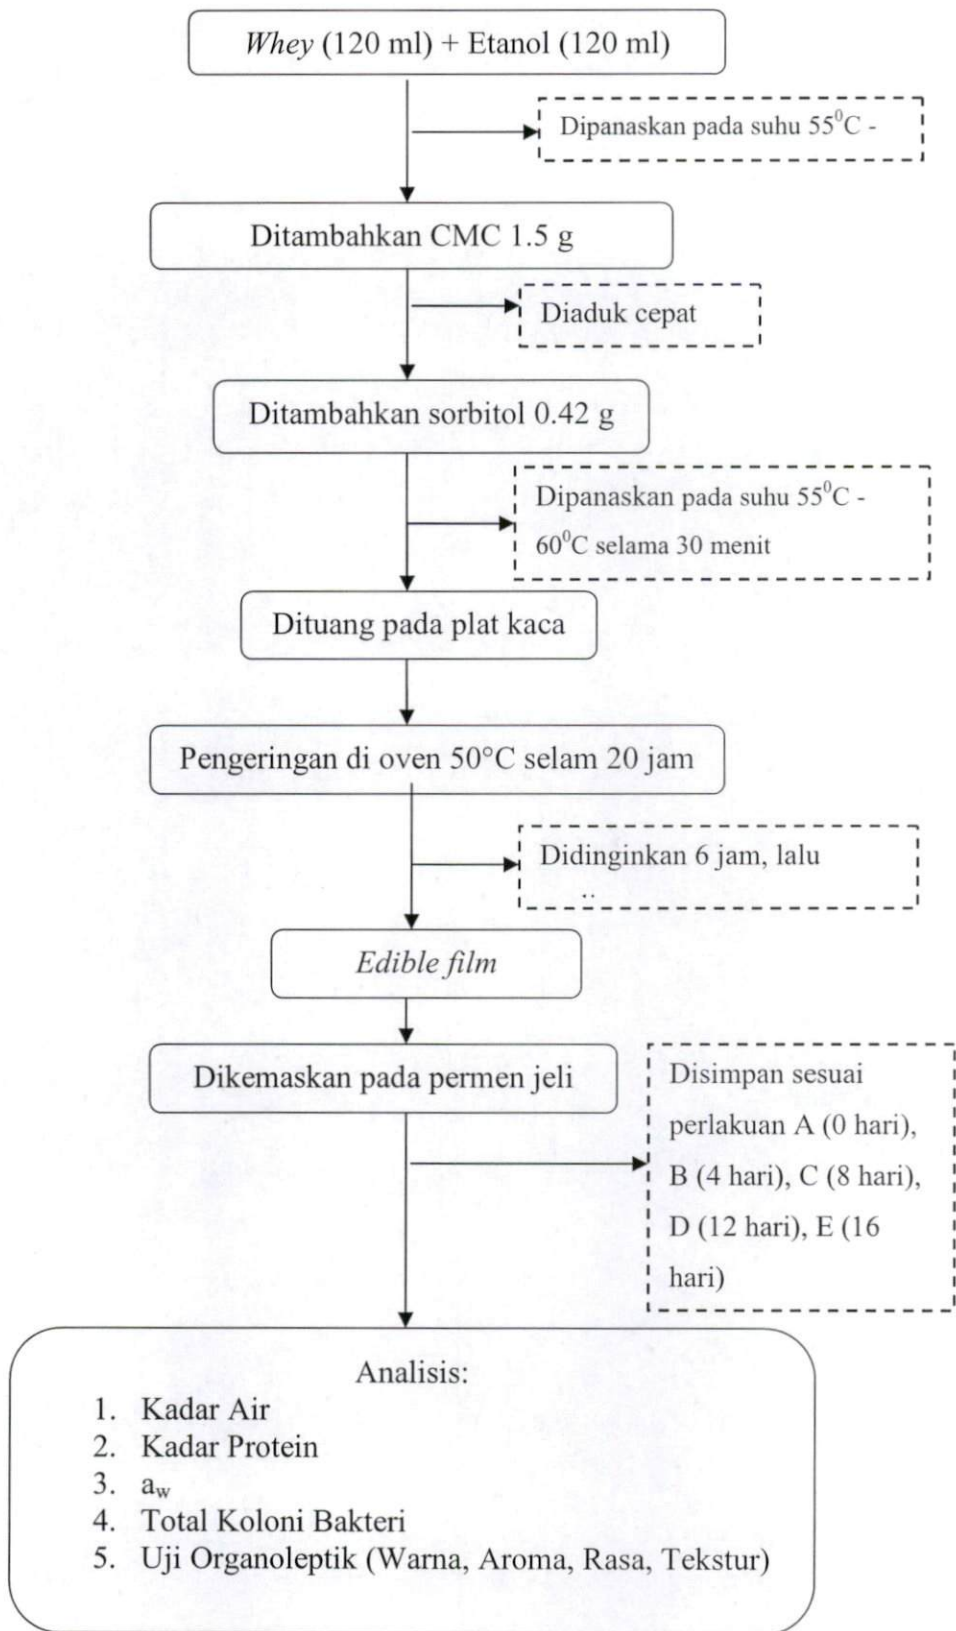 Whey (120 ml) + Etanol (120 ml)
Dipanaskan pada suhu 55⁰C -
Ditambahkan CMC 1.5 g
Diaduk cepat
Ditambahkan sorbitol 0.42 g
Dipanaskan pada suhu 55⁰C -
60⁰C selama 30 menit
Dituang pada plat kaca
Pengeringan di oven 50°C selam 20 jam
Didinginkan 6 jam, lalu
Edible film
Dikemaskan pada permen jeli
Disimpan sesuai
perlakuan A (0 hari),
B (4 hari), C (8 hari),
D (12 hari), E (16
hari)
Analisis:
1. Kadar Air
2. Kadar Protein
3. a_w
4. Total Koloni Bakteri
5. Uji Organoleptik (Warna, Aroma, Rasa, Tekstur)